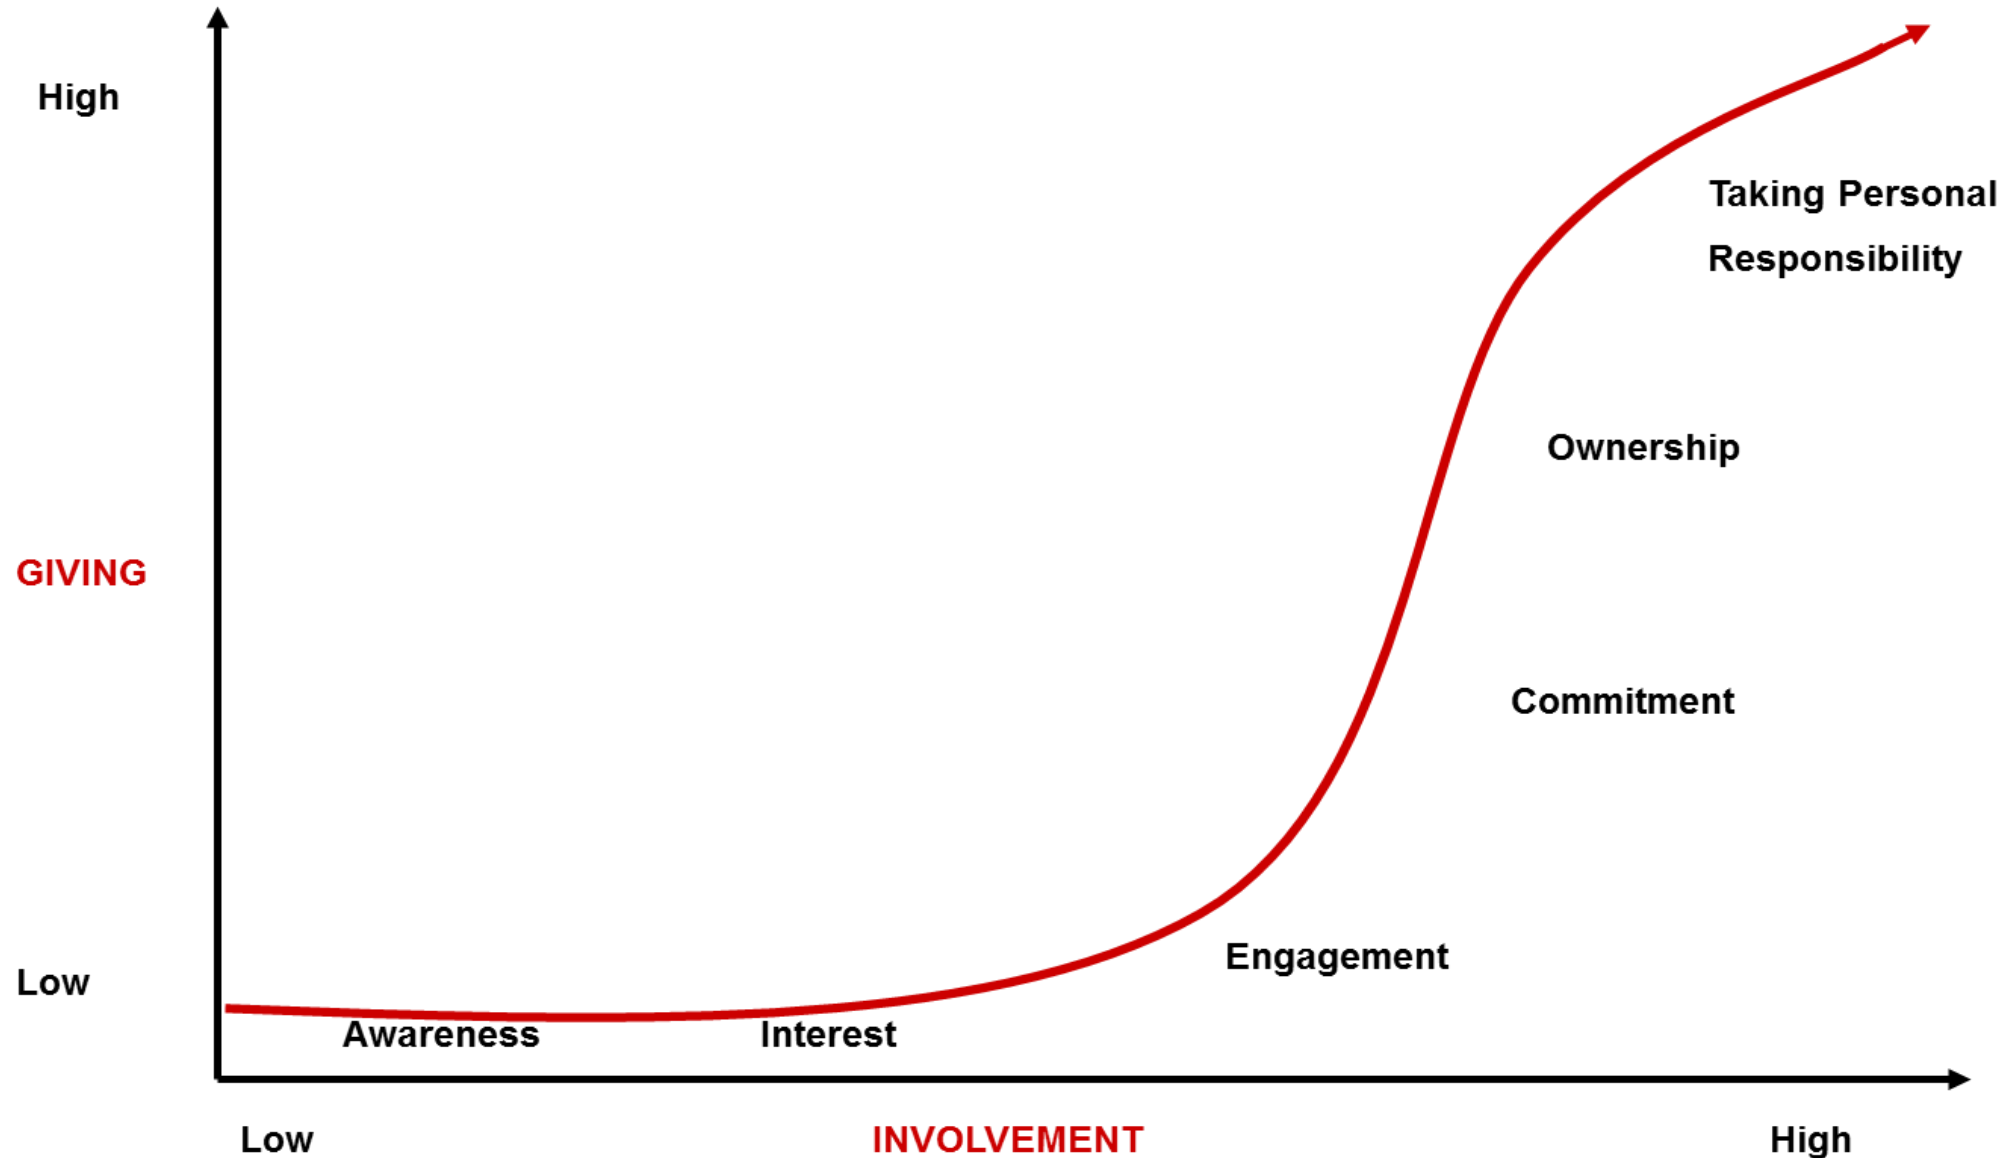 High
Taking Personal
Responsibility
Ownership
GIVING
Commitment
Engagement
Low
Awareness
Interest
Low
INVOLVEMENT
High